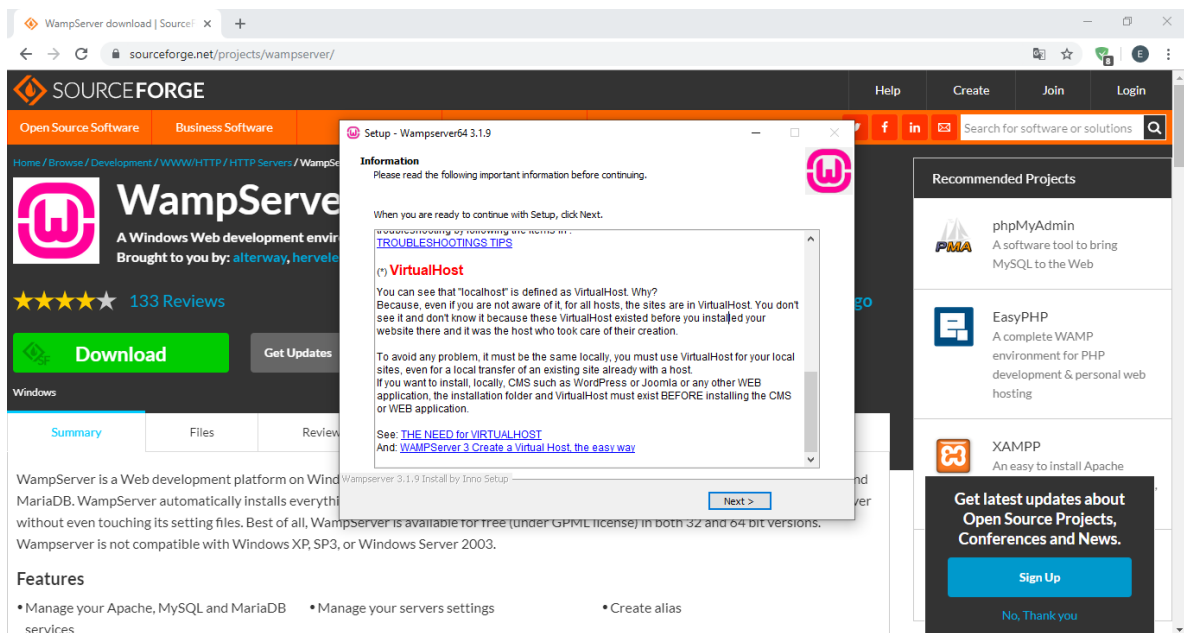 WampServer download | SourceF
sourceforge.net/projects/wampserver/
8
E
SOURCEFORGE
Help
Create
Join
Login
Open Source Software
Business Software
f
in
Search for software or solutions
Home / Browse / Development / WWW/HTTP / HTTP Servers / WampSe
WampServe
A Windows Web development envir
Brought to you by: alterway, hervele
133 Reviews
go
Download
SF
Get Updates
Windows
Summary
Files
Review
WampServer is a Web development platform on Wind
nd
MariaDB. WampServer automatically installs everythi
ver
without even touching its setting files. Best of all, WampServer is available for free (under GPML license) in both 32 and 64 bit versions.
Wampserver is not compatible with Windows XP, SP3, or Windows Server 2003.
Features
• Manage your Apache, MySQL and MariaDB services
• Manage your servers settings
• Create alias
Setup - Wampserver64 3.1.9
Information
Please read the following important information before continuing.
When you are ready to continue with Setup, click Next.
troubleshooting by following the items in :
TROUBLESHOOTINGS TIPS
(*) VirtualHost
You can see that "localhost" is defined as VirtualHost. Why?
Because, even if you are not aware of it, for all hosts, the sites are in VirtualHost. You don't
see it and don't know it because these VirtualHost existed before you installed your
website there and it was the host who took care of their creation.
To avoid any problem, it must be the same locally, you must use VirtualHost for your local
sites, even for a local transfer of an existing site already with a host.
If you want to install, locally, CMS such as WordPress or Joomla or any other WEB
application, the installation folder and VirtualHost must exist BEFORE installing the CMS
or WEB application.
See: THE NEED for VIRTUALHOST
And: WAMPServer 3 Create a Virtual Host, the easy way
Wampserver 3.1.9 Install by Inno Setup
Next >
Recommended Projects
PMA
phpMyAdmin
A software tool to bring
MySQL to the Web
EasyPHP
A complete WAMP
environment for PHP
development & personal web
hosting
XAMPP
An easy to install Apache
Get latest updates about
Open Source Projects,
Conferences and News.
Sign Up
No, Thank you